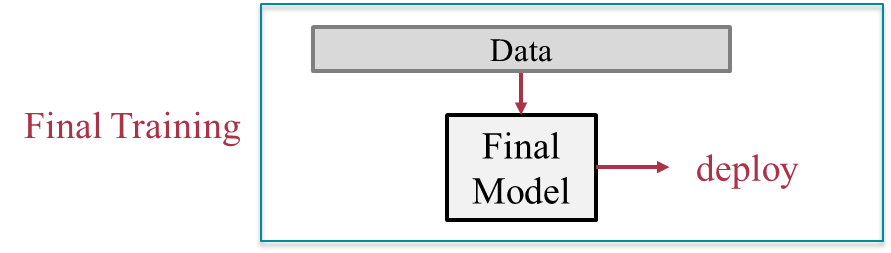 Data
Final Training
Final
Model
deploy